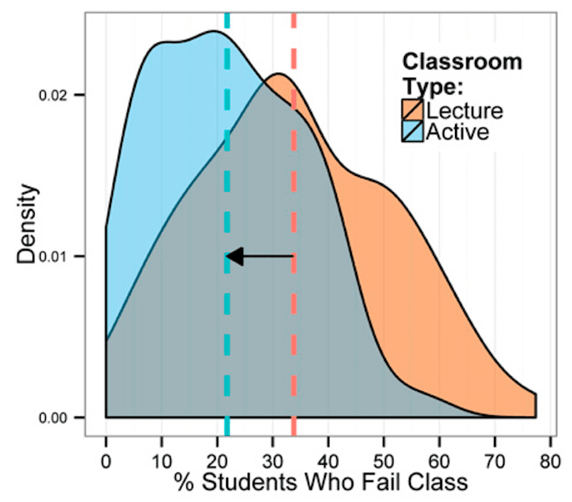 Classroom
Type:
Lecture
Active
Density
0.02
0.01
0.00
0 10 20 30 40 50 60 70 80
% Students Who Fail Class